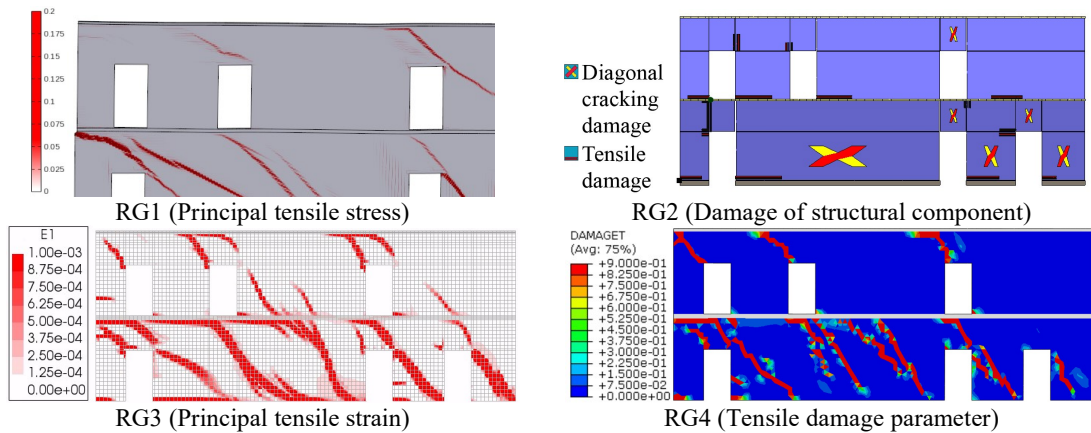 0.2
0.175
0.15
0.125
0.1
0.075
0.05
0.025
0
RG1 (Principal tensile stress)
Diagonal
cracking
damage
Tensile
damage
RG2 (Damage of structural component)
E1
1.00e-03
8.75e-04
7.50e-04
6.25e-04
5.00e-04
3.75e-04
2.50e-04
1.25e-04
0.00e+00
RG3 (Principal tensile strain)
DAMAGET
(Avg: 75%)
+9.000e-01
+8.250e-01
+7.500e-01
+6.750e-01
+6.000e-01
+5.250e-01
+4.500e-01
+3.750e-01
+3.000e-01
+2.250e-01
+1.500e-01
+7.500e-02
+0.000e+00
RG4 (Tensile damage parameter)